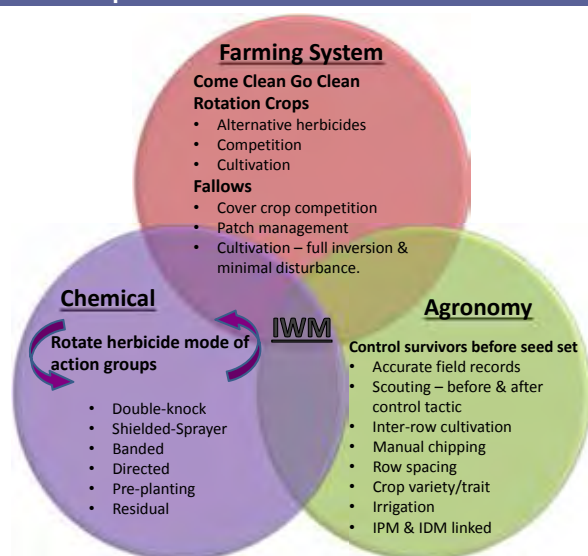 Farming System
Come Clean Go Clean
Rotation Crops
• Alternative herbicides
• Competition
• Cultivation
Fallows
• Cover crop competition
• Patch management
• Cultivation – full inversion &
minimal disturbance.
Chemical
Rotate herbicide mode of
action groups
• Double-knock
• Shielded-Sprayer
• Banded
• Directed
• Pre-planting
• Residual
IWM
Agronomy
Control survivors before seed set
• Accurate field records
• Scouting – before & after
control tactic
• Inter-row cultivation
• Manual chipping
• Row spacing
• Crop variety/trait
• Irrigation
• IPM & IDM linked